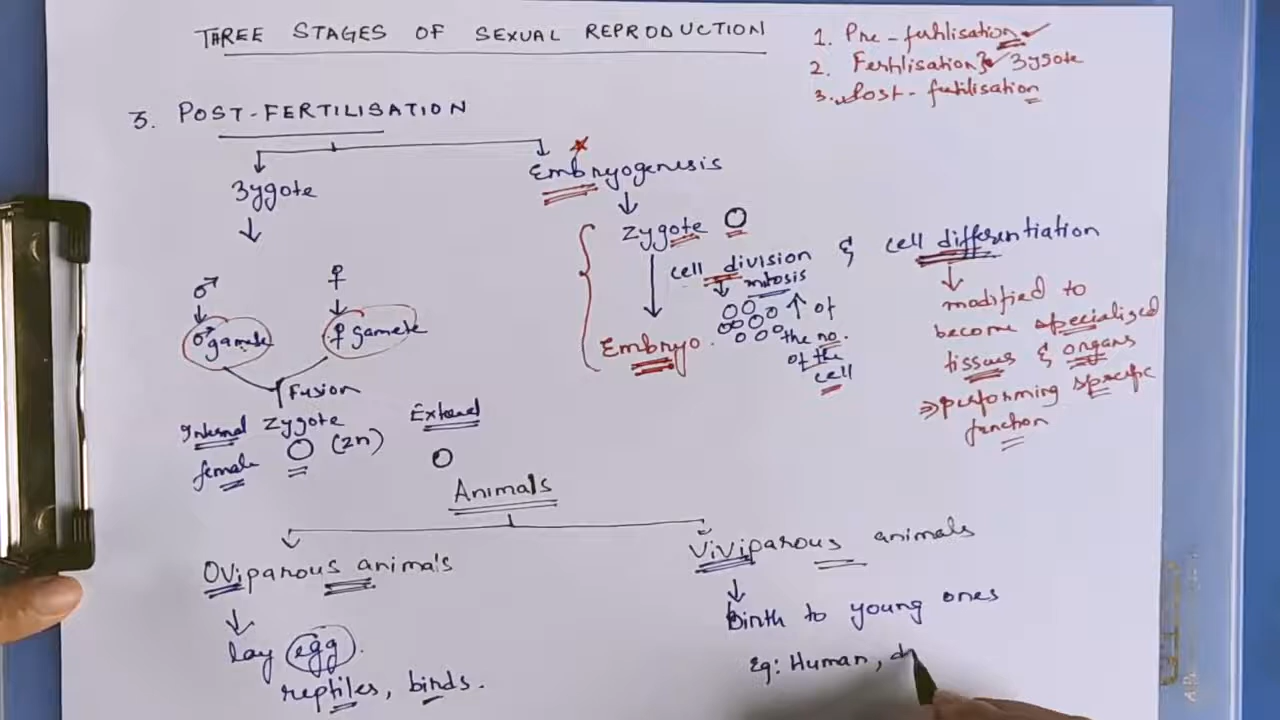 THREE STAGES OF SEXUAL REPRODUCTION
1. Pre-fertilisation
2. Fertilisation zygote
3. Post-fertilisation
3. POST-FERTILISATION
Zygote
Embryogenesis
zygote
cell division & cell differentiation
mitosis
↑ of
the no.
of the
cell
Embryo
modified to
become specialised
tissues & organs
⇒ performing specific
function
♂ ♀
♂ gamete ♀ gamete
Fusion
Internal Zygote External
female (2n)
Animals
Oviparous animals
lay egg.
reptiles, birds.
Viviparous animals
birth to young ones
Eg: Human, d